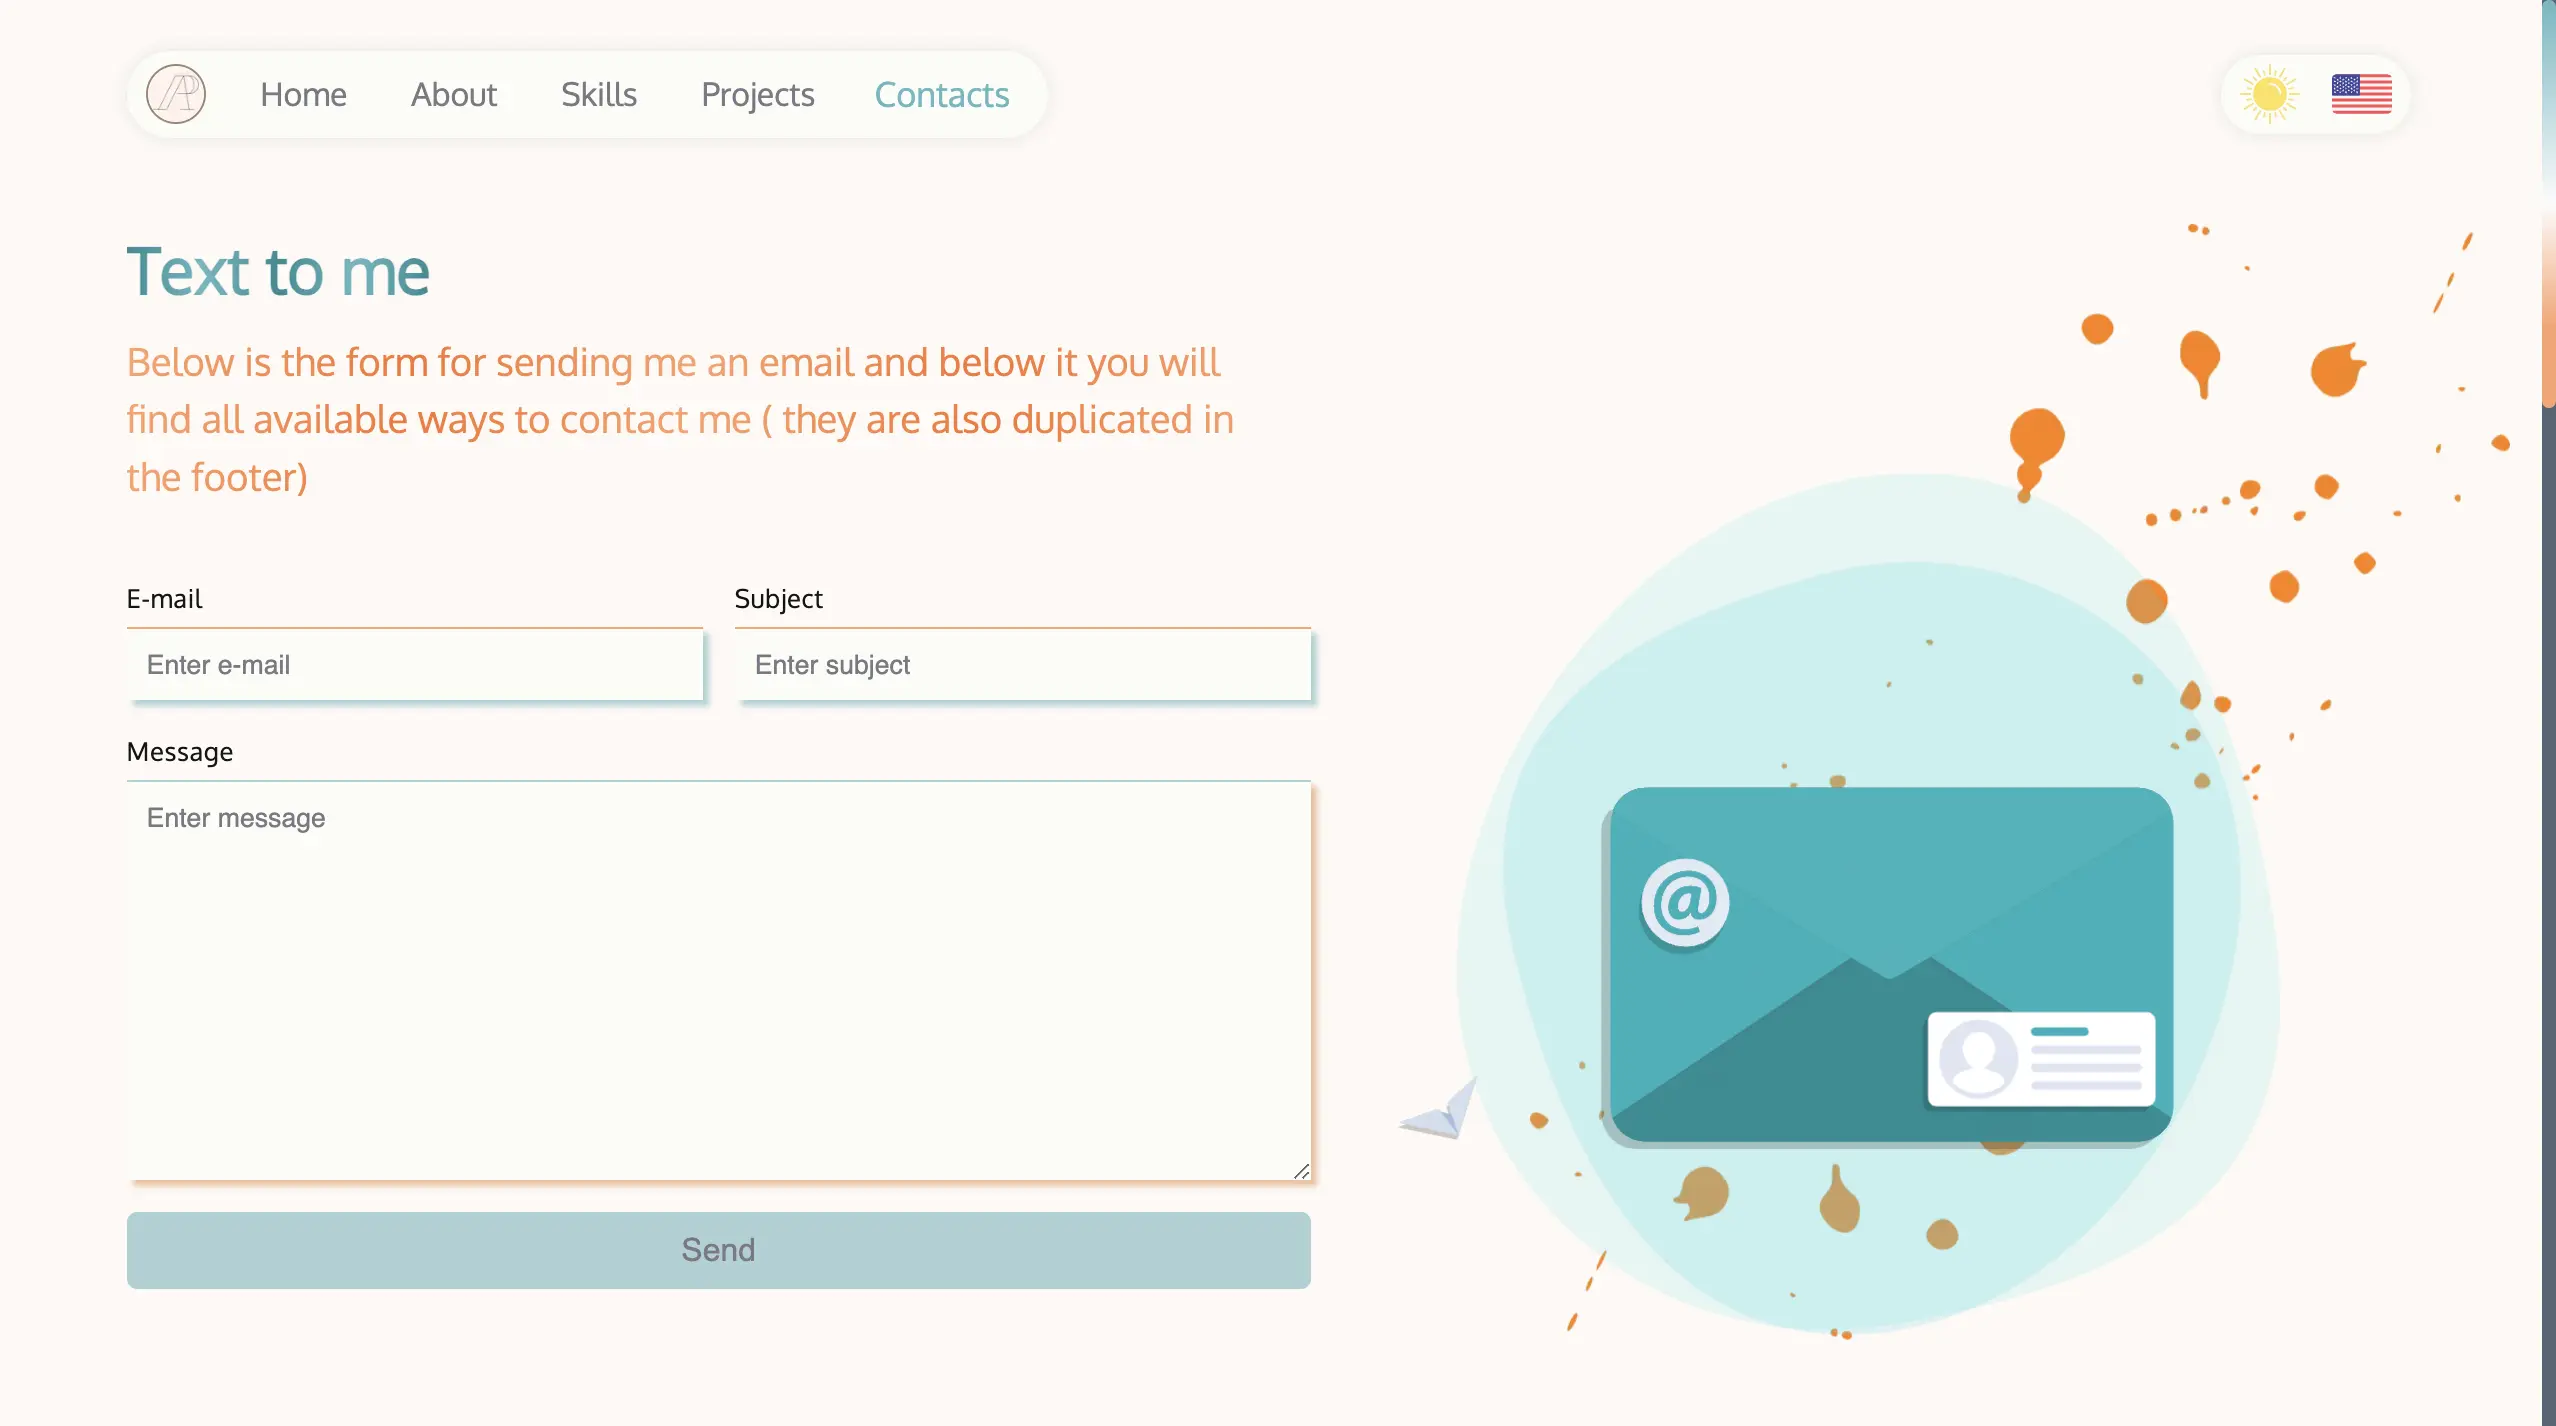 AP
Home About Skills Projects Contacts
Text to me
Below is the form for sending me an email and below it you will
find all available ways to contact me ( they are also duplicated in
the footer)
E-mail Subject
Enter e-mail Enter subject
Message
Enter message
@
Send